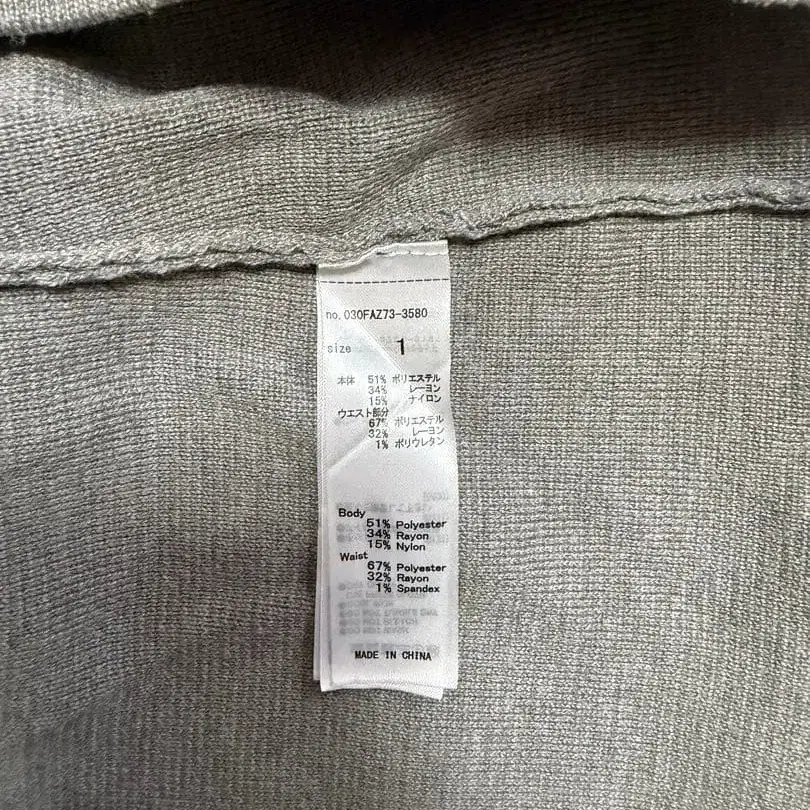 no. 030FAZ73-3580
size 1
本体 51% ポリエステル
34% レーヨン
15% ナイロン
ウエスト部分
67% ポリエステル
32% レーヨン
1% ポリウレタン
Body
51% Polyester
34% Rayon
15% Nylon
Waist
67% Polyester
32% Rayon
1% Spandex
MADE IN CHINA